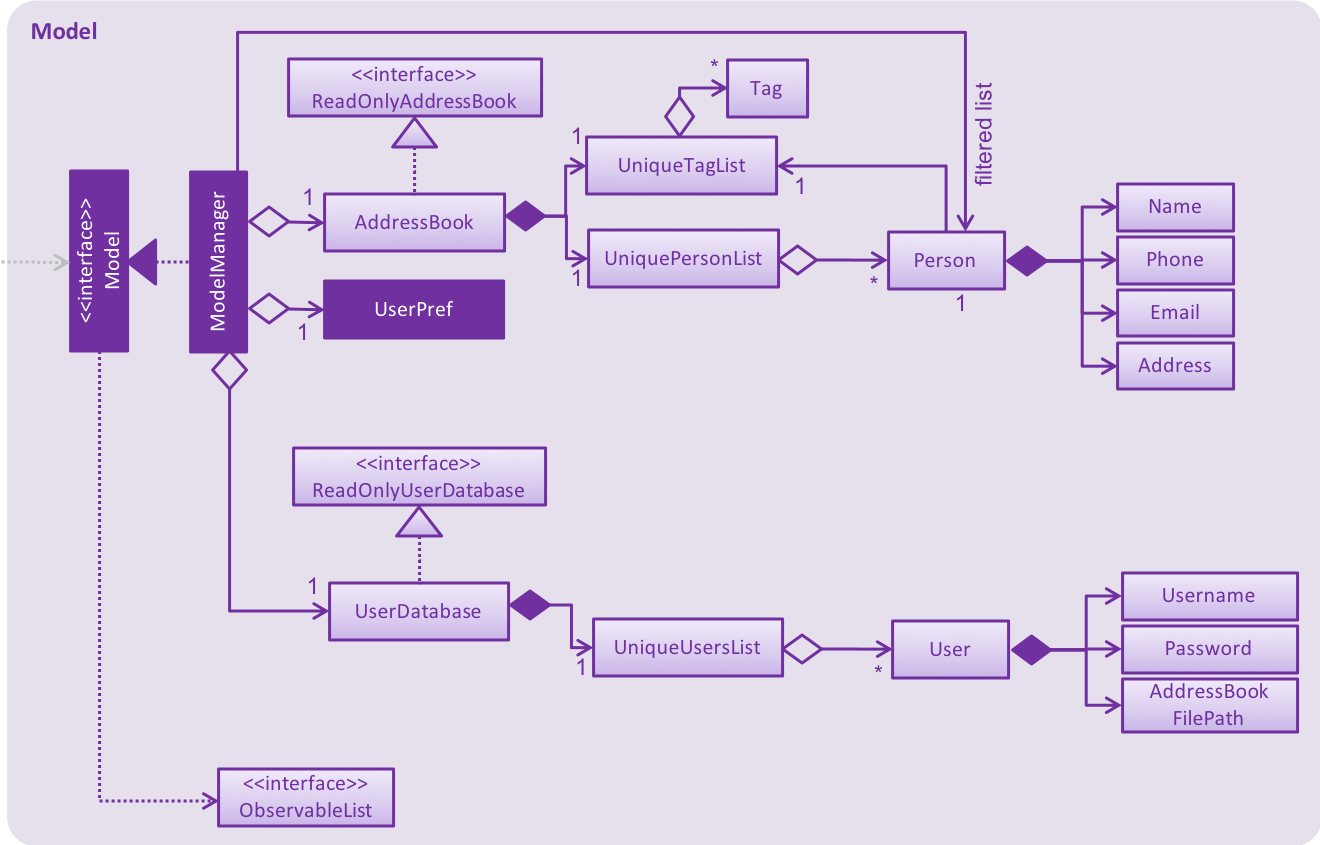 Model
<<interface>>
ReadOnlyAddressBook
*
Tag
filtered list
1
UniqueTagList
1
<<interface>>
Model
ModelManager
1
AddressBook
Name
UniquePersonList
1
*
Person
1
Phone
Email
Address
1
UserPref
<<interface>>
ReadOnlyUserDatabase
1
UserDatabase
1
UniqueUsersList
*
User
Username
Password
AddressBook
FilePath
<<interface>>
ObservableList